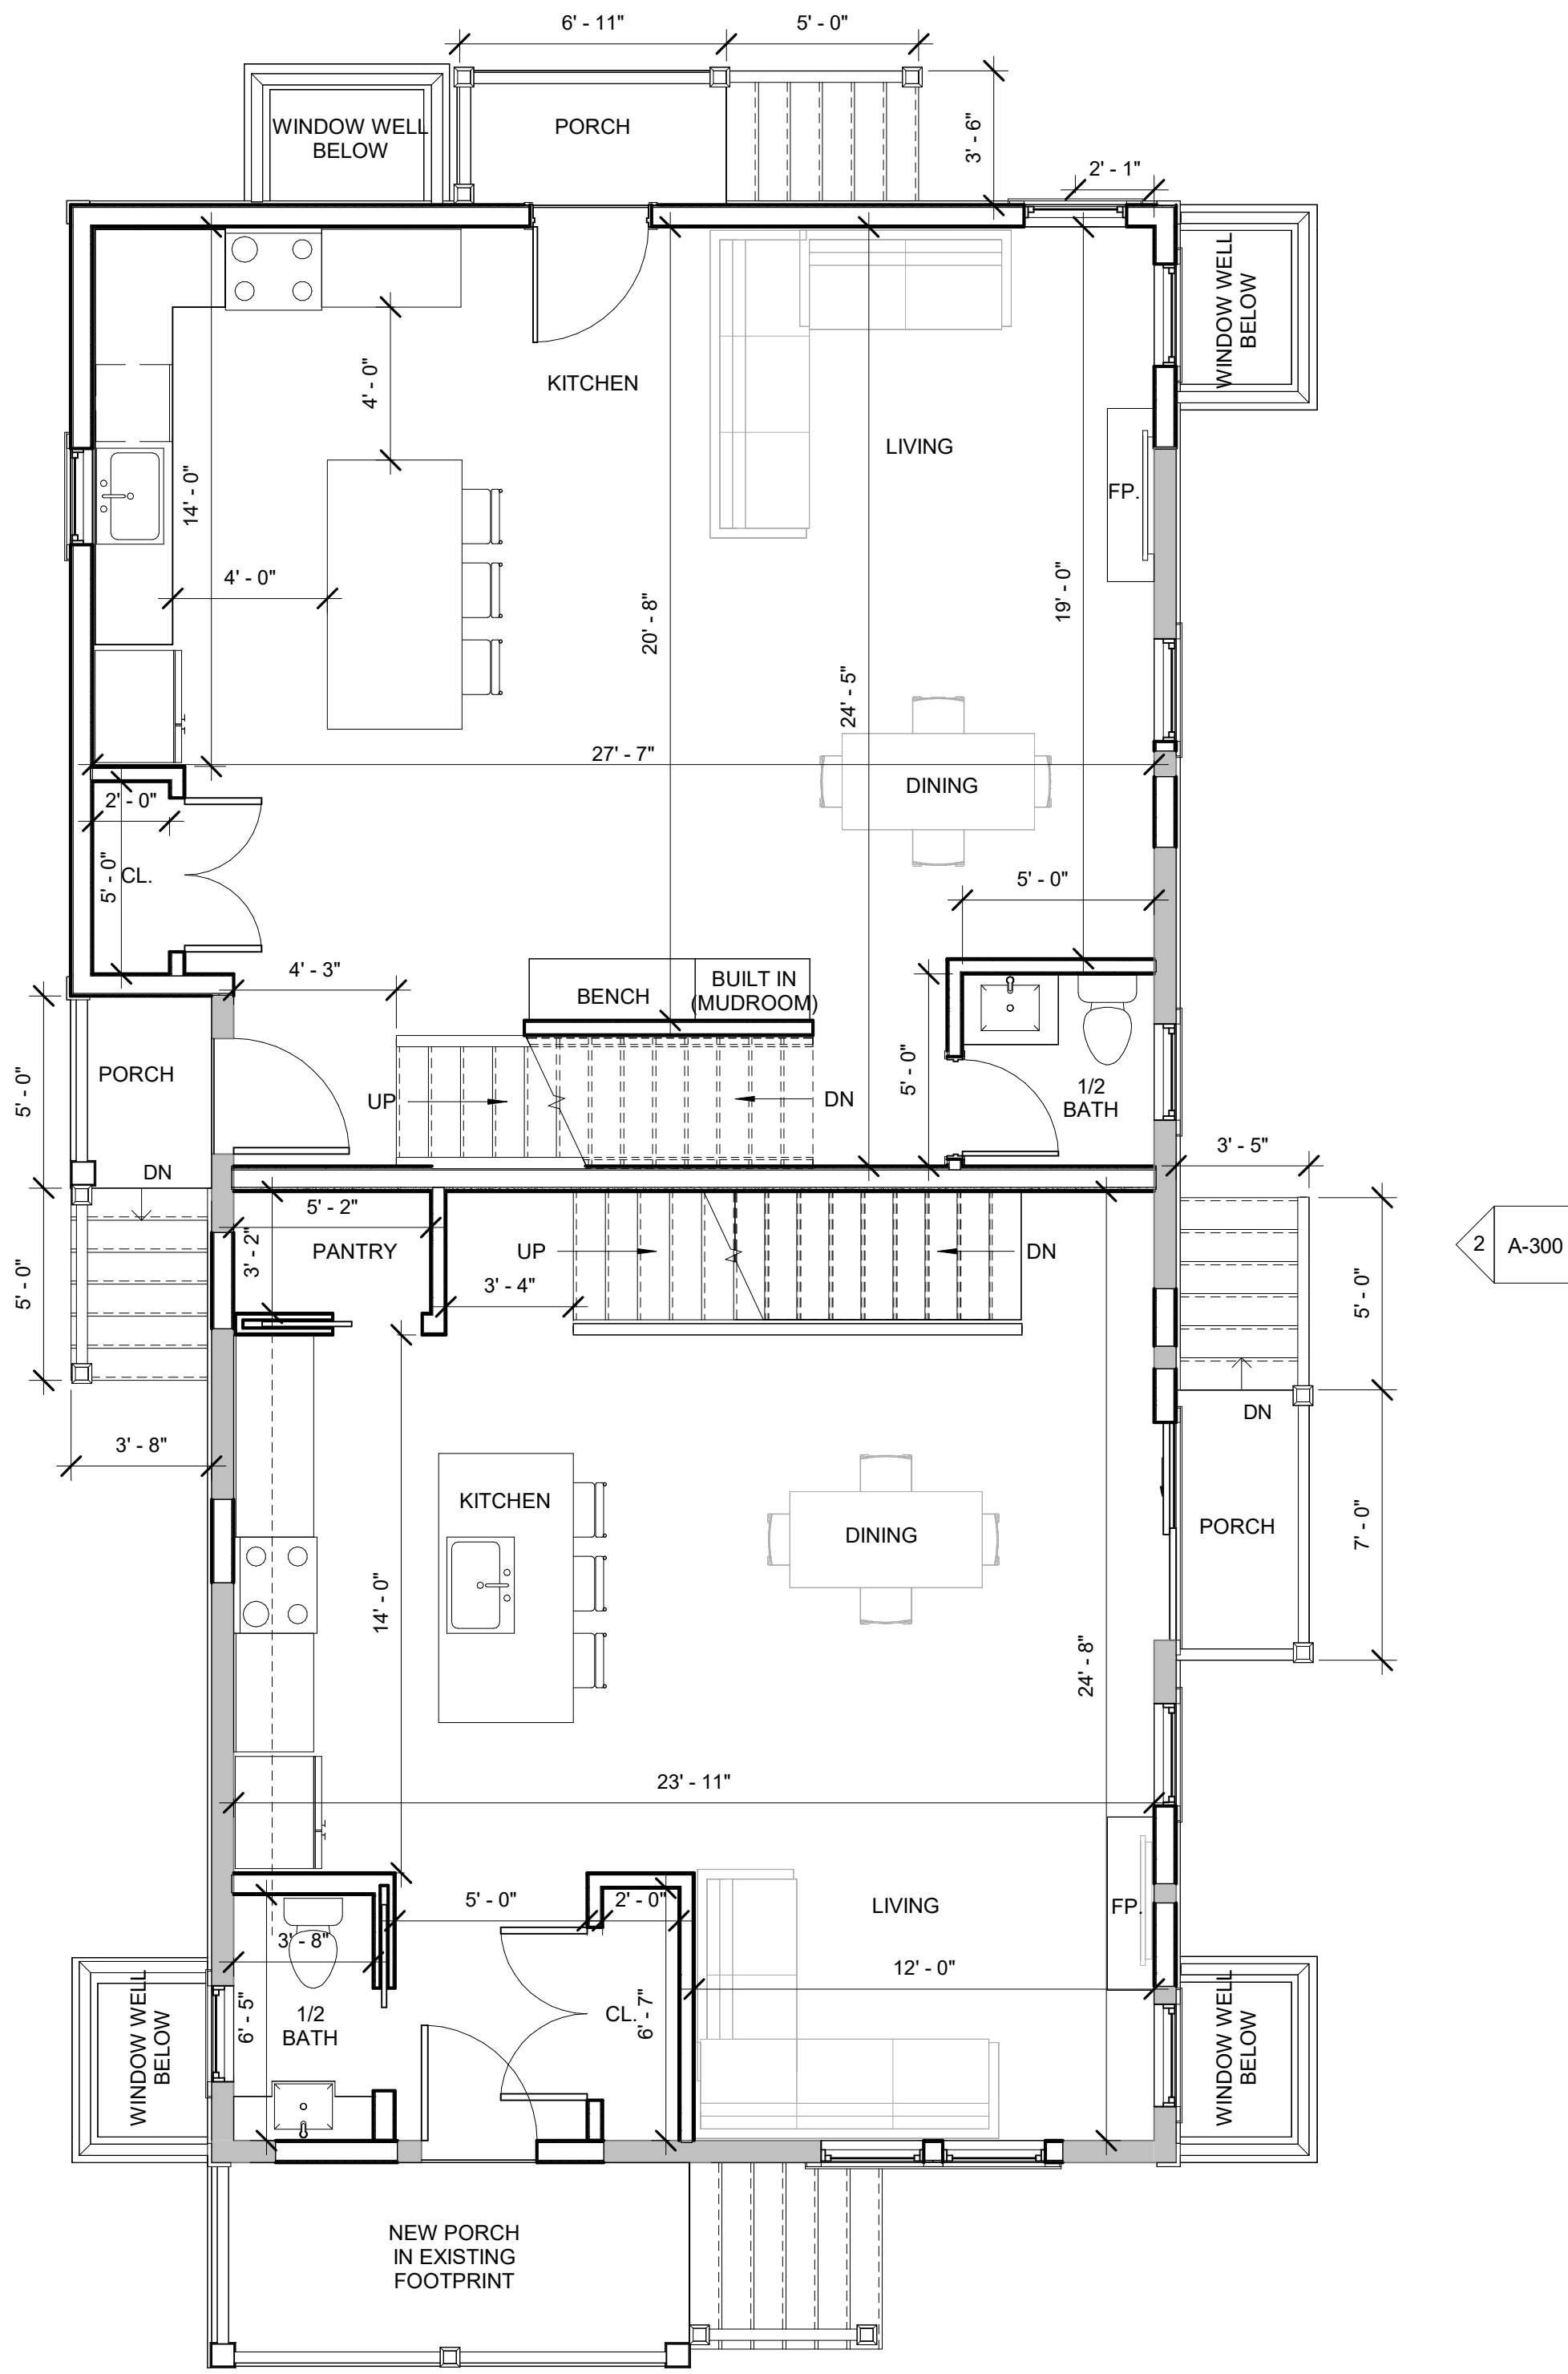 6' - 11"
5' - 0"
WINDOW WELL
BELOW
PORCH
3' - 6"
2' - 1"
WINDOW WELL
BELOW
4' - 0"
KITCHEN
LIVING
14' - 0"
FP.
4' - 0"
20' - 8"
19' - 0"
24' - 5"
27' - 7"
DINING
2' - 0"
5' - 0"
CL.
5' - 0"
4' - 3"
BENCH
BUILT IN
(MUDROOM)
PORCH
5' - 0"
UP
DN
5' - 0"
1/2
BATH
DN
3' - 5"
5' - 2"
3' - 2"
PANTRY
UP
DN
3' - 4"
2
A-300
5' - 0"
5' - 0"
DN
3' - 8"
KITCHEN
DINING
PORCH
7' - 0"
14' - 0"
24' - 8"
23' - 11"
5' - 0"
2' - 0"
LIVING
FP.
3' - 8"
12' - 0"
WINDOW WELL
BELOW
6' - 5"
1/2
BATH
CL.
6' - 7"
WINDOW WELL
BELOW
NEW PORCH
IN EXISTING
FOOTPRINT